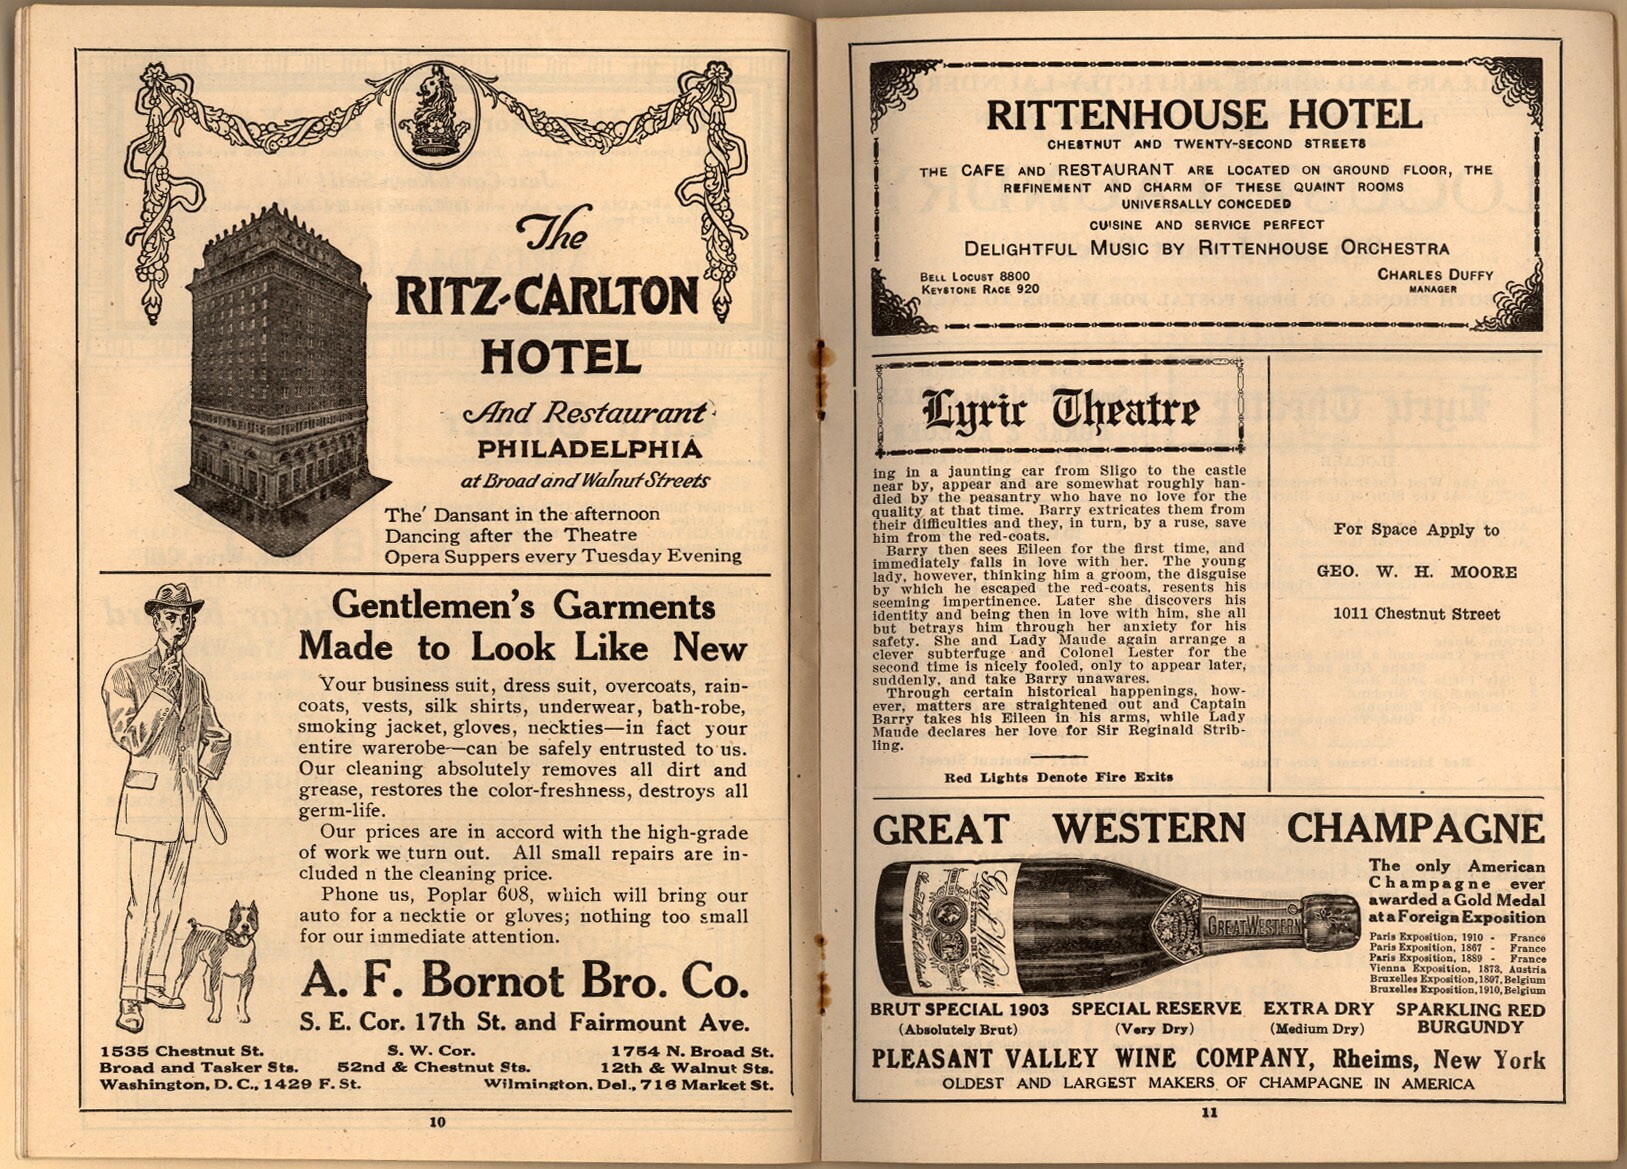 The
RITZ-CARLTON
HOTEL
And Restaurant
PHILADELPHIA
at Broad and Walnut Streets
The' Dansant in the afternoon
Dancing after the Theatre
Opera Suppers every Tuesday Evening
Gentlemen's Garments
Made to Look Like New
Your business suit, dress suit, overcoats, rain-
coats, vests, silk shirts, underwear, bath-robe,
smoking jacket, gloves, neckties—in fact your
entire warerobe—can be safely entrusted to us.
Our cleaning absolutely removes all dirt and
grease, restores the color-freshness, destroys all
germ-life.
Our prices are in accord with the high-grade
of work we turn out. All small repairs are in-
cluded n the cleaning price.
Phone us, Poplar 608, which will bring our
auto for a necktie or gloves; nothing too small
for our immediate attention.
A. F. Bornot Bro. Co.
S. E. Cor. 17th St. and Fairmount Ave.
1535 Chestnut St. S. W. Cor. 1754 N. Broad St.
Broad and Tasker Sts. 52nd & Chestnut Sts. 12th & Walnut Sts.
Washington, D. C., 1429 F. St. Wilmington, Del., 716 Market St.
10
RITTENHOUSE HOTEL
CHESTNUT AND TWENTY-SECOND STREETS
THE CAFE AND RESTAURANT ARE LOCATED ON GROUND FLOOR, THE
REFINEMENT AND CHARM OF THESE QUAINT ROOMS
UNIVERSALLY CONCEDED
CUISINE AND SERVICE PERFECT
DELIGHTFUL MUSIC BY RITTENHOUSE ORCHESTRA
BELL LOCUST 8800 CHARLES DUFFY
KEYSTONE RACE 920 MANAGER
Lyric Theatre
ing in a jaunting car from Sligo to the castle
near by, appear and are somewhat roughly han-
dled by the peasantry who have no love for the
quality at that time. Barry extricates them from
their difficulties and they, in turn, by a ruse, save
him from the red-coats.
Barry then sees Eileen for the first time, and
immediately falls in love with her. The young
lady, however, thinking him a groom, the disguise
by which he escaped the red-coats, resents his
seeming impertinence. Later she discovers his
identity and being then in love with him, she all
but betrays him through her anxiety for his
safety. She and Lady Maude again arrange a
clever subterfuge and Colonel Lester for the
second time is nicely fooled, only to appear later,
suddenly, and take Barry unawares.
Through certain historical happenings, how-
ever, matters are straightened out and Captain
Barry takes his Eileen in his arms, while Lady
Maude declares her love for Sir Reginald Strib-
ling.
Red Lights Denote Fire Exits
For Space Apply to
GEO. W. H. MOORE
1011 Chestnut Street
GREAT WESTERN CHAMPAGNE
Great Western
EXTRA DRY
GREAT WESTERN
The only American
Champagne ever
awarded a Gold Medal
at a Foreign Exposition
Paris Exposition, 1910 - France
Paris Exposition, 1867 - France
Paris Exposition, 1889 - France
Vienna Exposition, 1873, Austria
Bruxelles Exposition, 1897, Belgium
Bruxelles Exposition, 1910, Belgium
BRUT SPECIAL 1903 SPECIAL RESERVE EXTRA DRY SPARKLING RED
(Absolutely Brut) (Very Dry) (Medium Dry) BURGUNDY
PLEASANT VALLEY WINE COMPANY, Rheims, New York
OLDEST AND LARGEST MAKERS OF CHAMPAGNE IN AMERICA
11